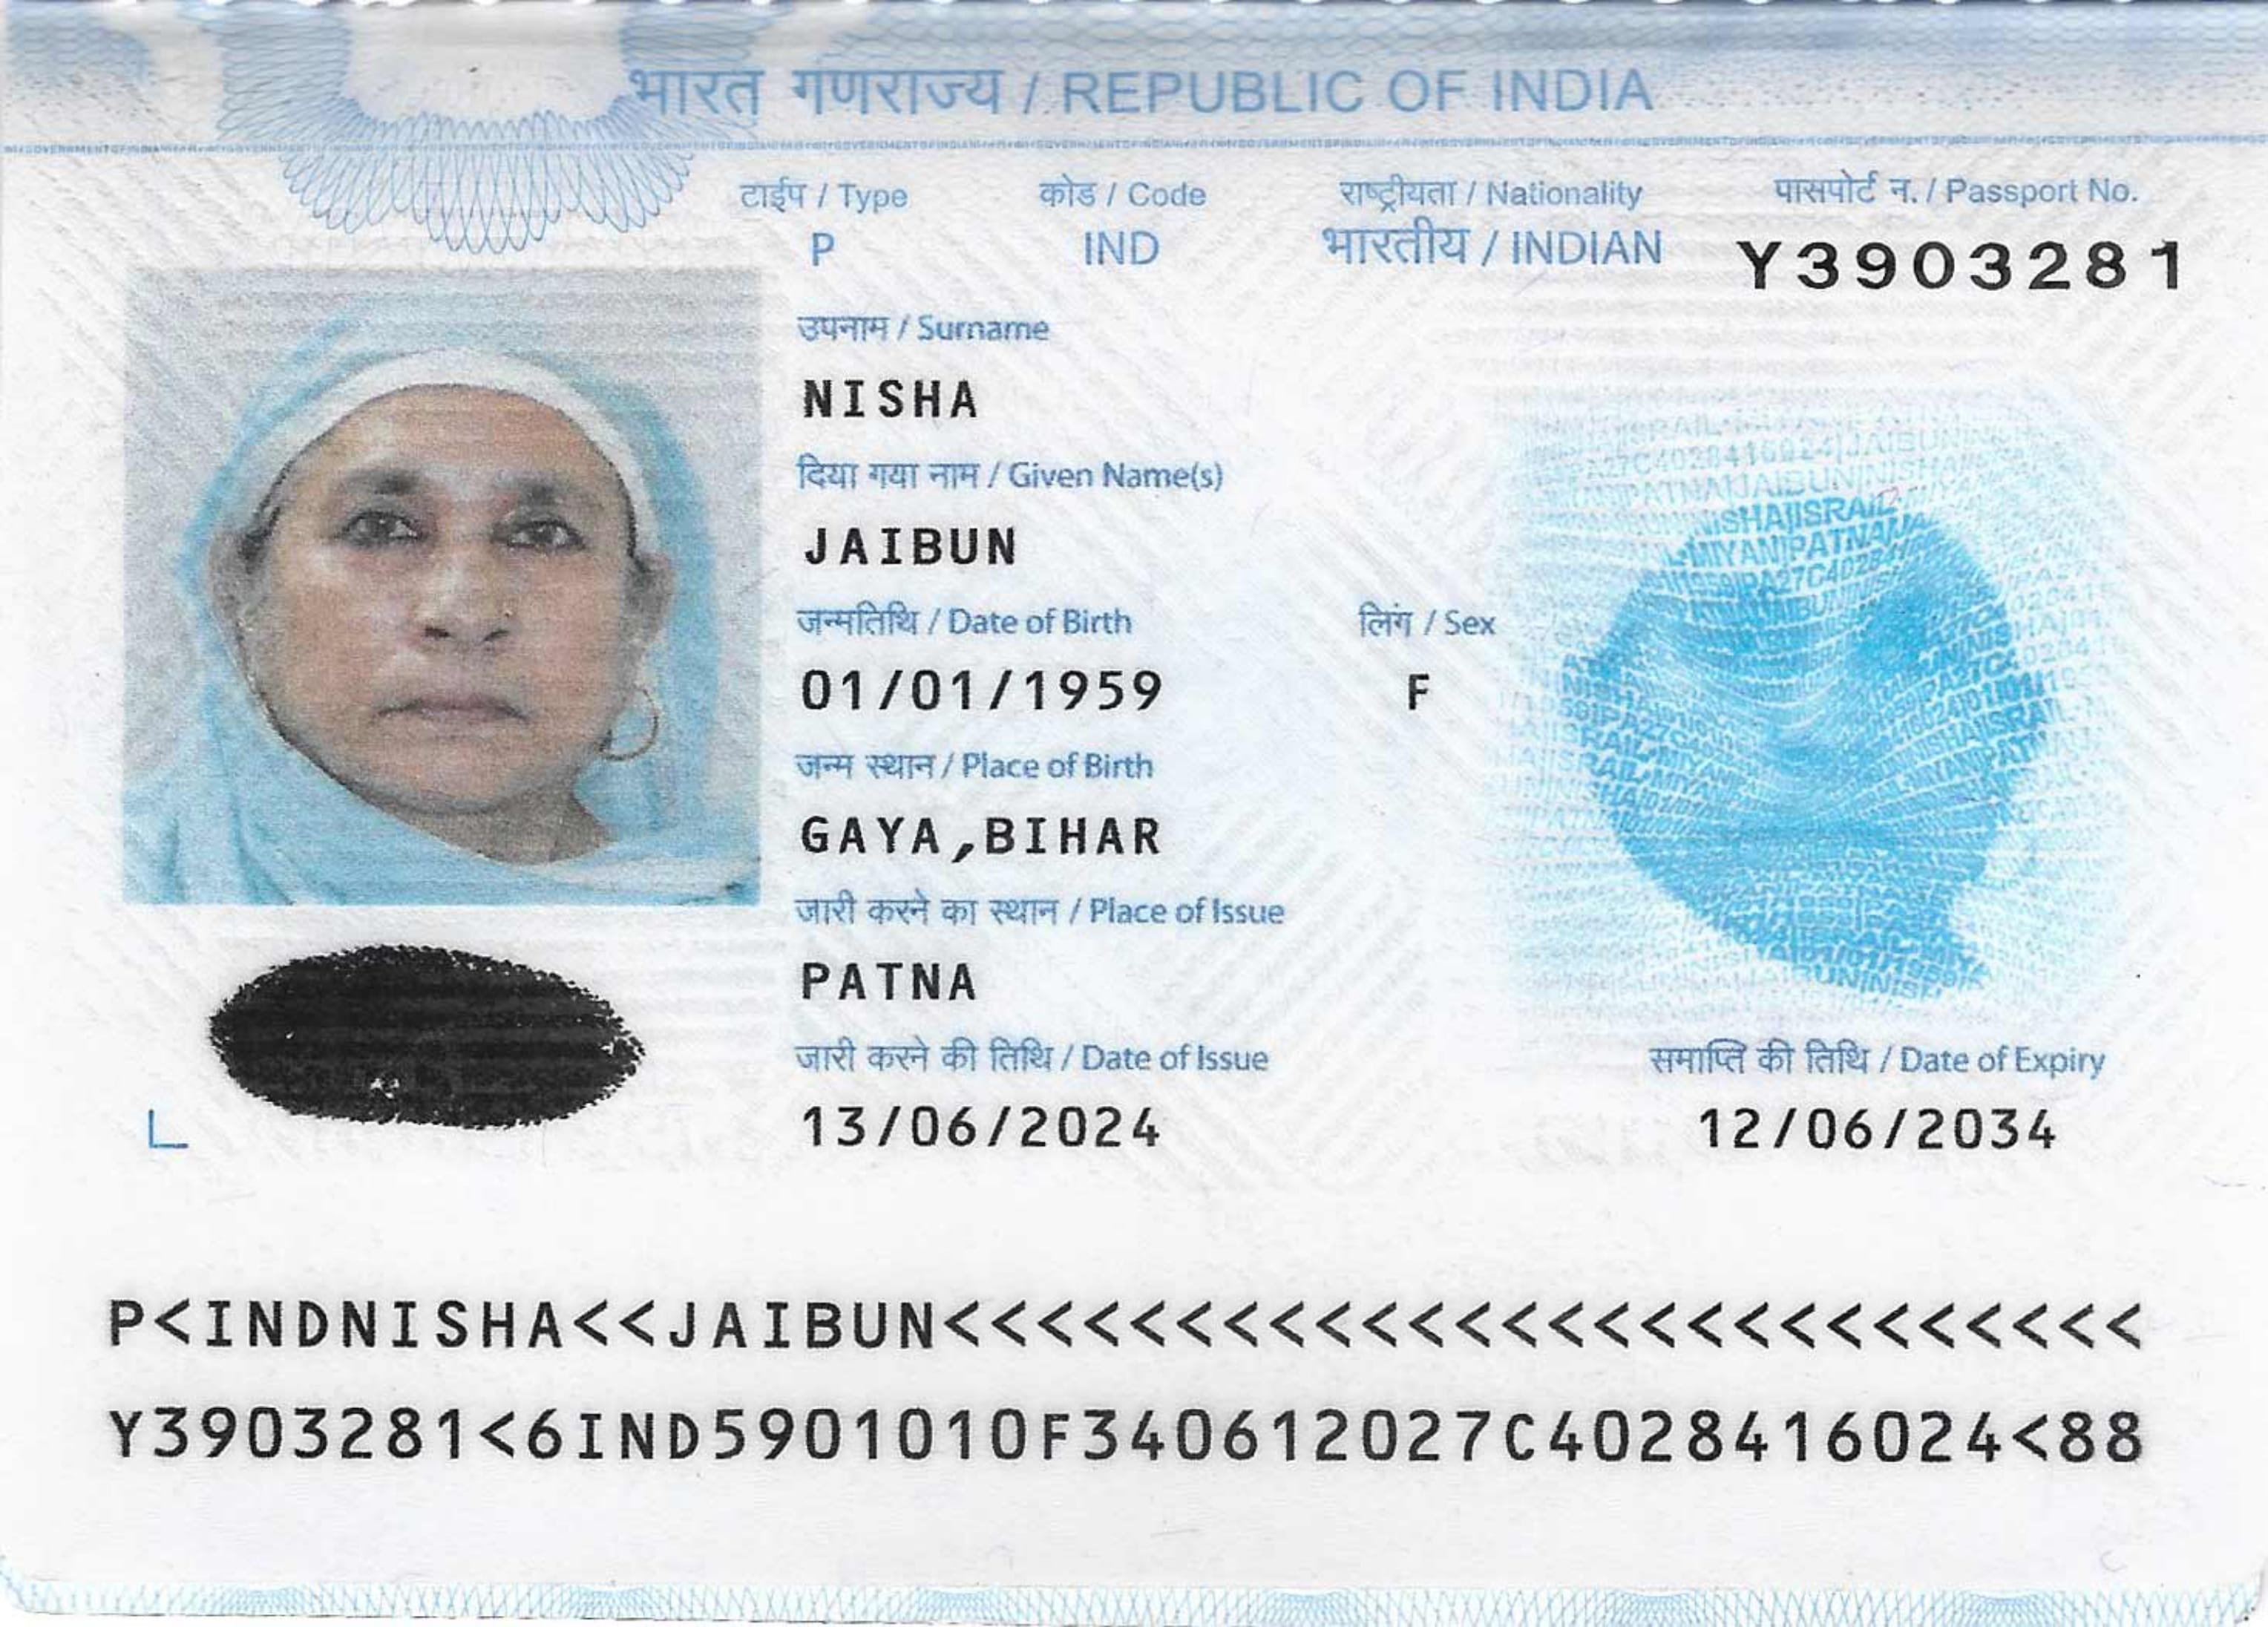 भारत गणराज्य / REPUBLIC OF INDIA
टाईप / Type
कोड / Code
राष्ट्रीयता / Nationality
पासपोर्ट न. / Passport No.
P
IND
भारतीय / INDIAN
Y3903281
उपनाम / Surname
NISHA
दिया गया नाम / Given Name(s)
JAIBUN
जन्मतिथि / Date of Birth
लिंग / Sex
01/01/1959
F
जन्म स्थान / Place of Birth
GAYA,BIHAR
जारी करने का स्थान / Place of Issue
PATNA
जारी करने की तिथि / Date of Issue
समाप्ति की तिथि / Date of Expiry
13/06/2024
12/06/2034
L
P<INDNISHA<<JAIBUN<<<<<<<<<<<<<<<<<<<<<<<<<<
Y3903281<6IND5901010F340612027C4028416024<88